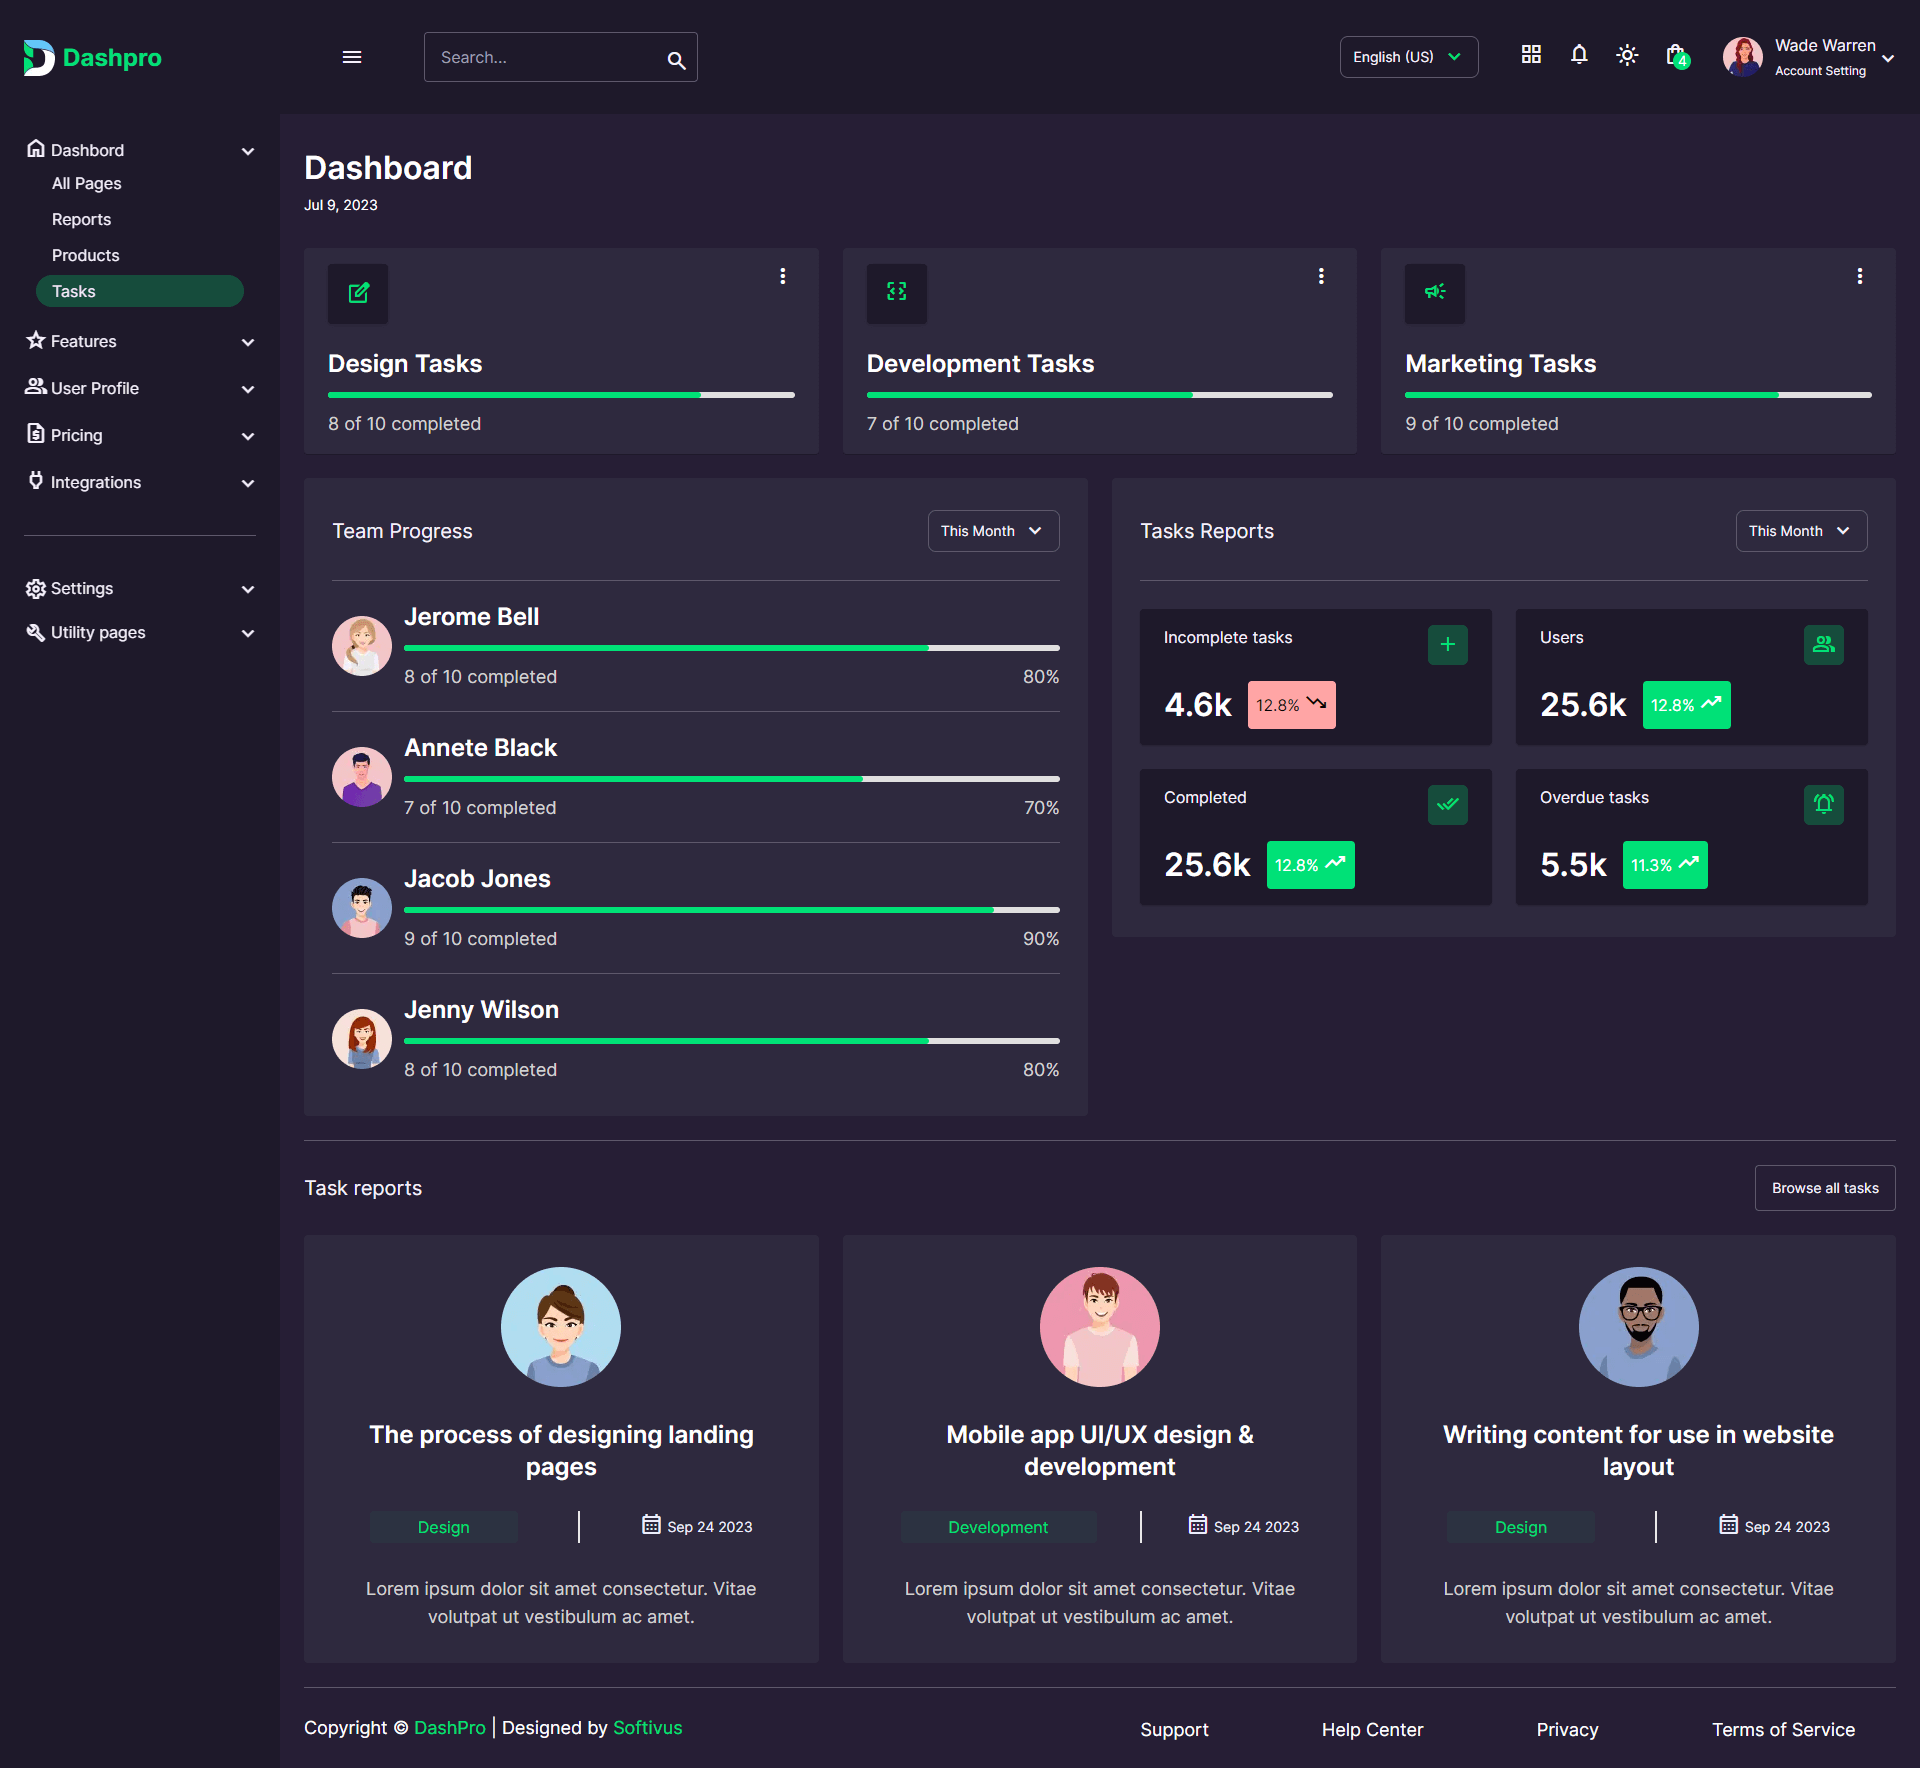 Dashpro
Search...
English (US)
4
Wade Warren
Account Setting
Dashbord
All Pages
Reports
Products
Tasks
Features
User Profile
Pricing
Integrations
Settings
Utility pages
Dashboard
Jul 9, 2023
Design Tasks
8 of 10 completed
Development Tasks
7 of 10 completed
Marketing Tasks
9 of 10 completed
Team Progress
This Month
Jerome Bell
8 of 10 completed 80%
Annete Black
7 of 10 completed 70%
Jacob Jones
9 of 10 completed 90%
Jenny Wilson
8 of 10 completed 80%
Tasks Reports
This Month
Incomplete tasks
4.6k 12.8%
Users
25.6k 12.8%
Completed
25.6k 12.8%
Overdue tasks
5.5k 11.3%
Task reports
Browse all tasks
The process of designing landing
pages
Design | Sep 24 2023
Lorem ipsum dolor sit amet consectetur. Vitae
volutpat ut vestibulum ac amet.
Mobile app UI/UX design &
development
Development | Sep 24 2023
Lorem ipsum dolor sit amet consectetur. Vitae
volutpat ut vestibulum ac amet.
Writing content for use in website
layout
Design | Sep 24 2023
Lorem ipsum dolor sit amet consectetur. Vitae
volutpat ut vestibulum ac amet.
Copyright © DashPro | Designed by Softivus
Support
Help Center
Privacy
Terms of Service